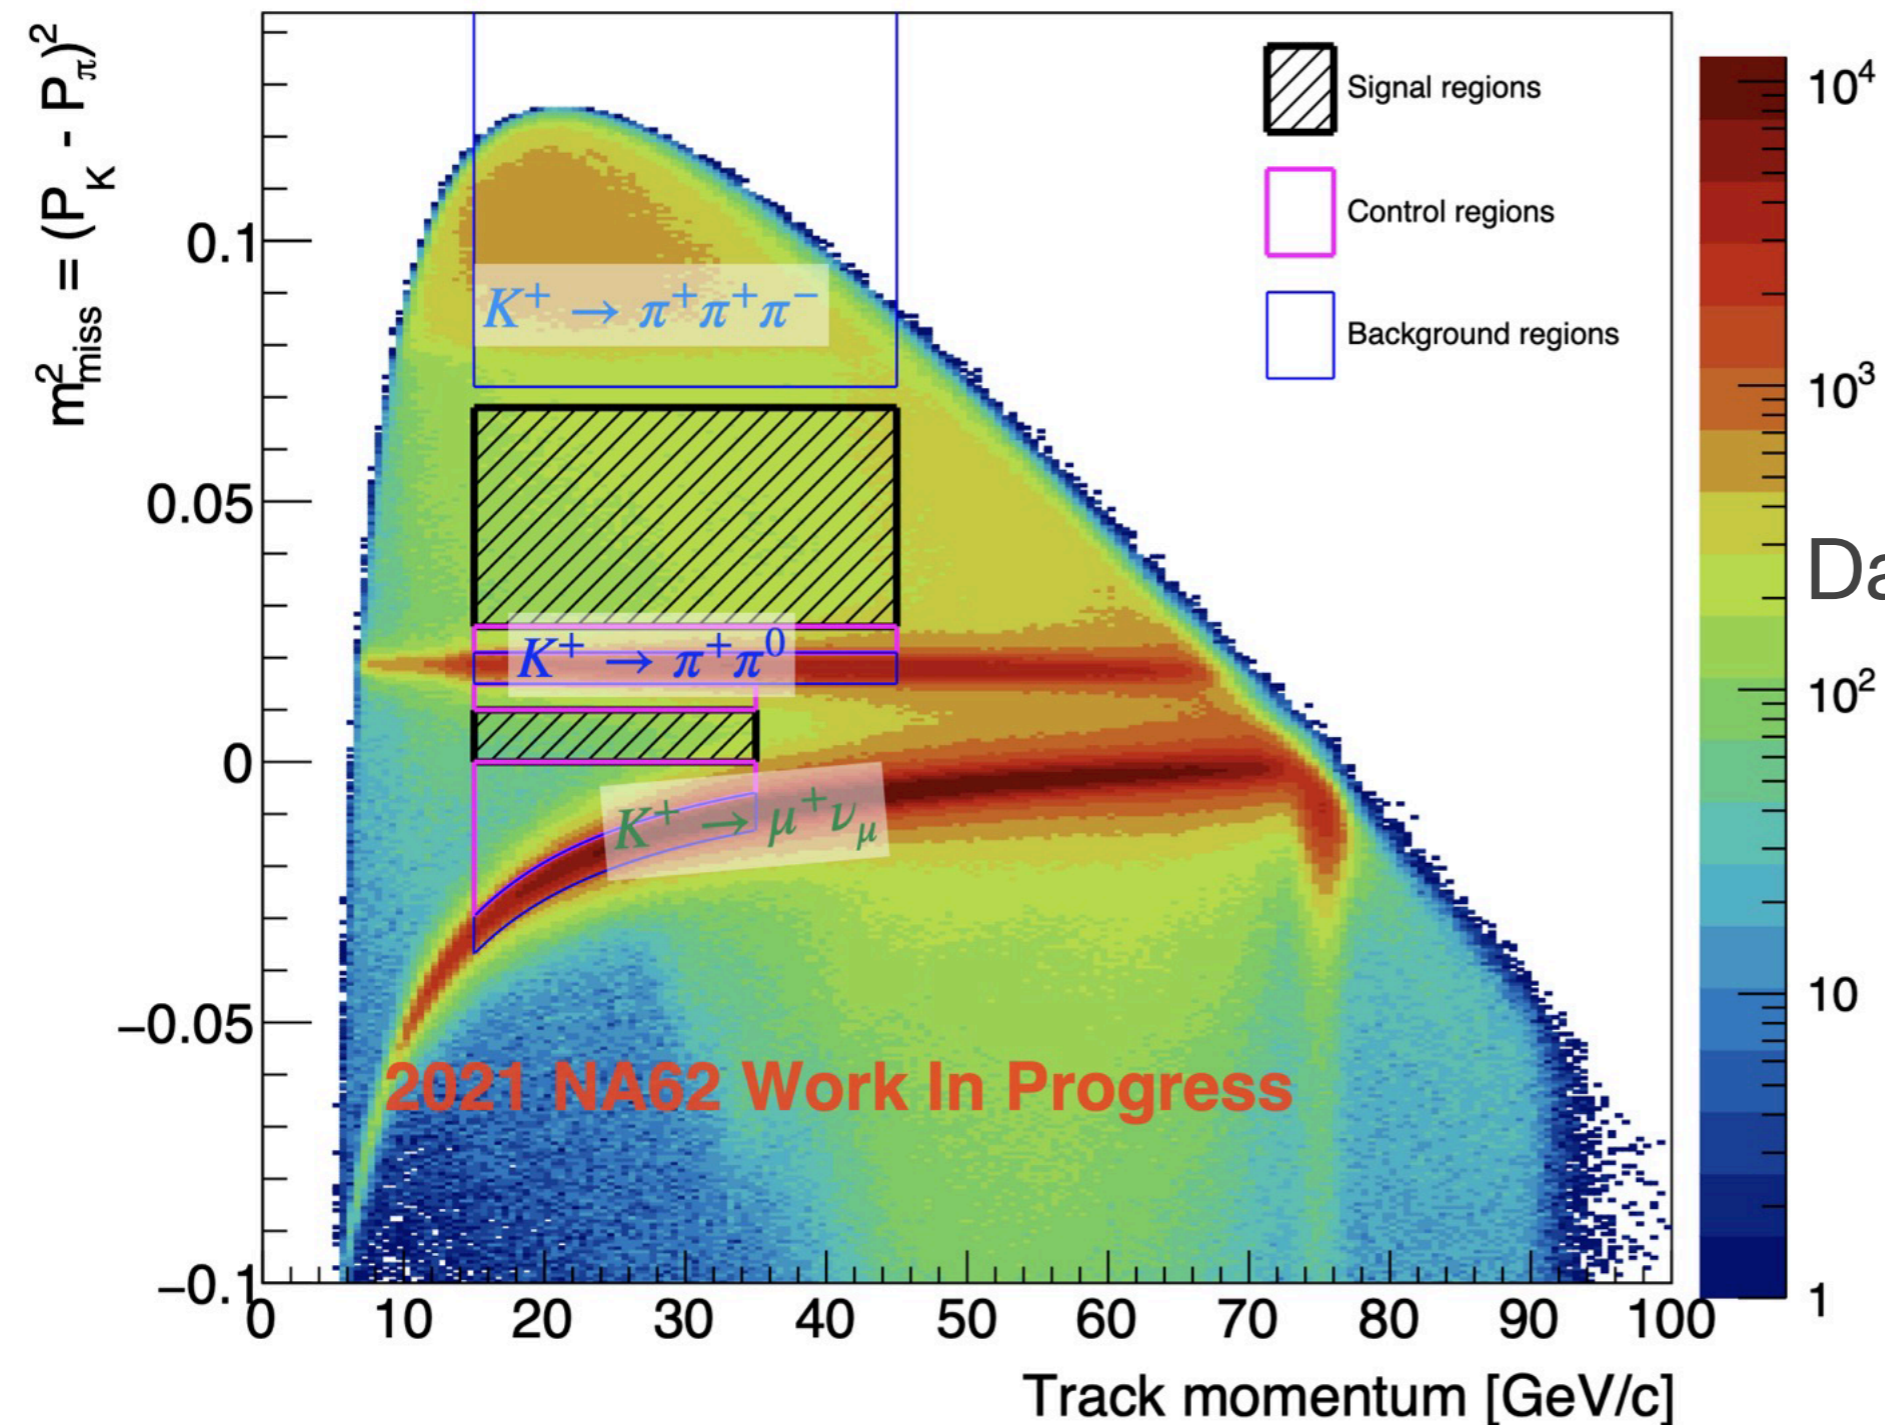 m²miss = (PK - Pπ)²
Signal regions
Control regions
Background regions
K⁺ → π⁺π⁺π⁻
K⁺ → π⁺π⁰
K⁺ → μ⁺νμ
2021 NA62 Work In Progress
0.1
0.05
0
−0.05
−0.1
0 10 20 30 40 50 60 70 80 90 100
Track momentum [GeV/c]
10⁴
10³
Da
10²
10
1